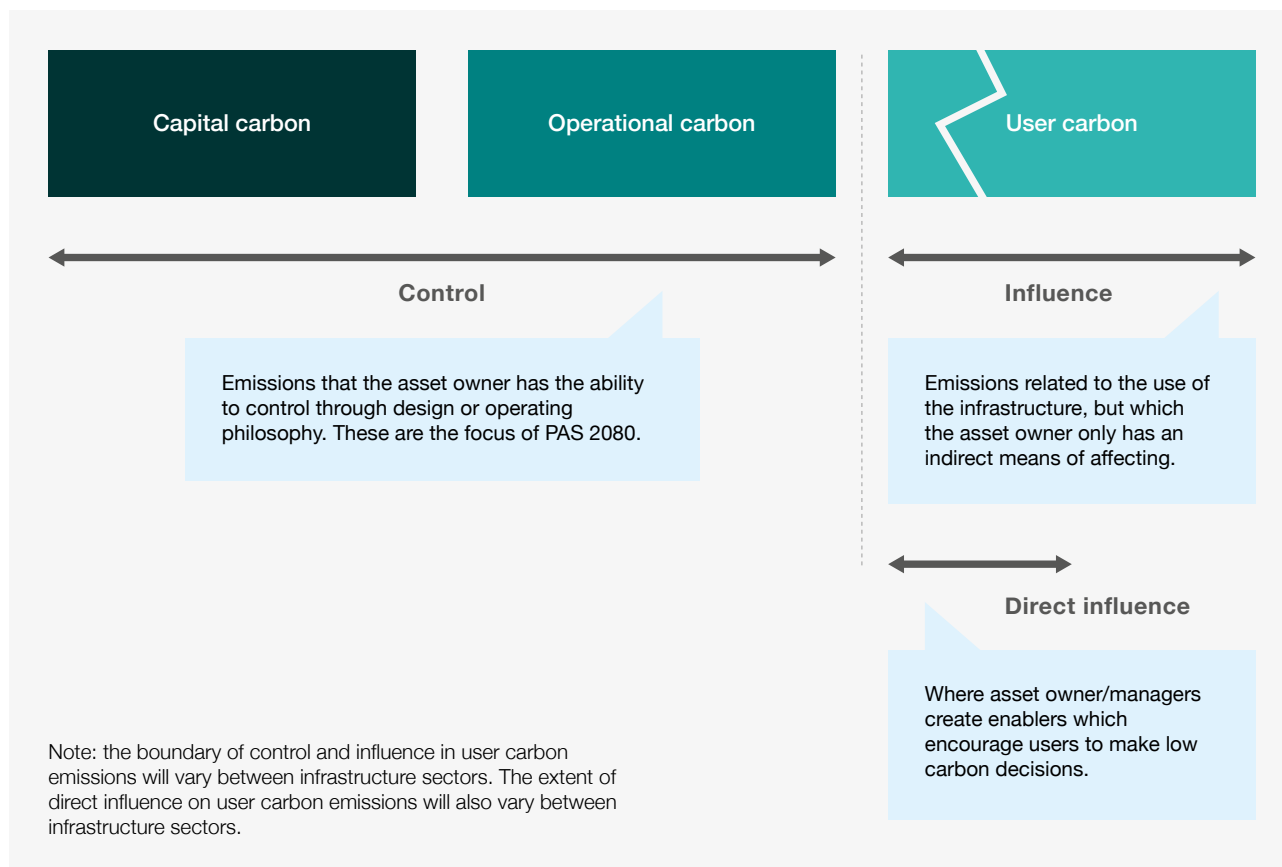 Capital carbon
Operational carbon
User carbon
Control
Influence
Emissions that the asset owner has the ability
to control through design or operating
philosophy. These are the focus of PAS 2080.
Emissions related to the use of
the infrastructure, but which
the asset owner only has an
indirect means of affecting.
Direct influence
Where asset owner/managers
create enablers which
encourage users to make low
carbon decisions.
Note: the boundary of control and influence in user carbon
emissions will vary between infrastructure sectors. The extent of
direct influence on user carbon emissions will also vary between
infrastructure sectors.